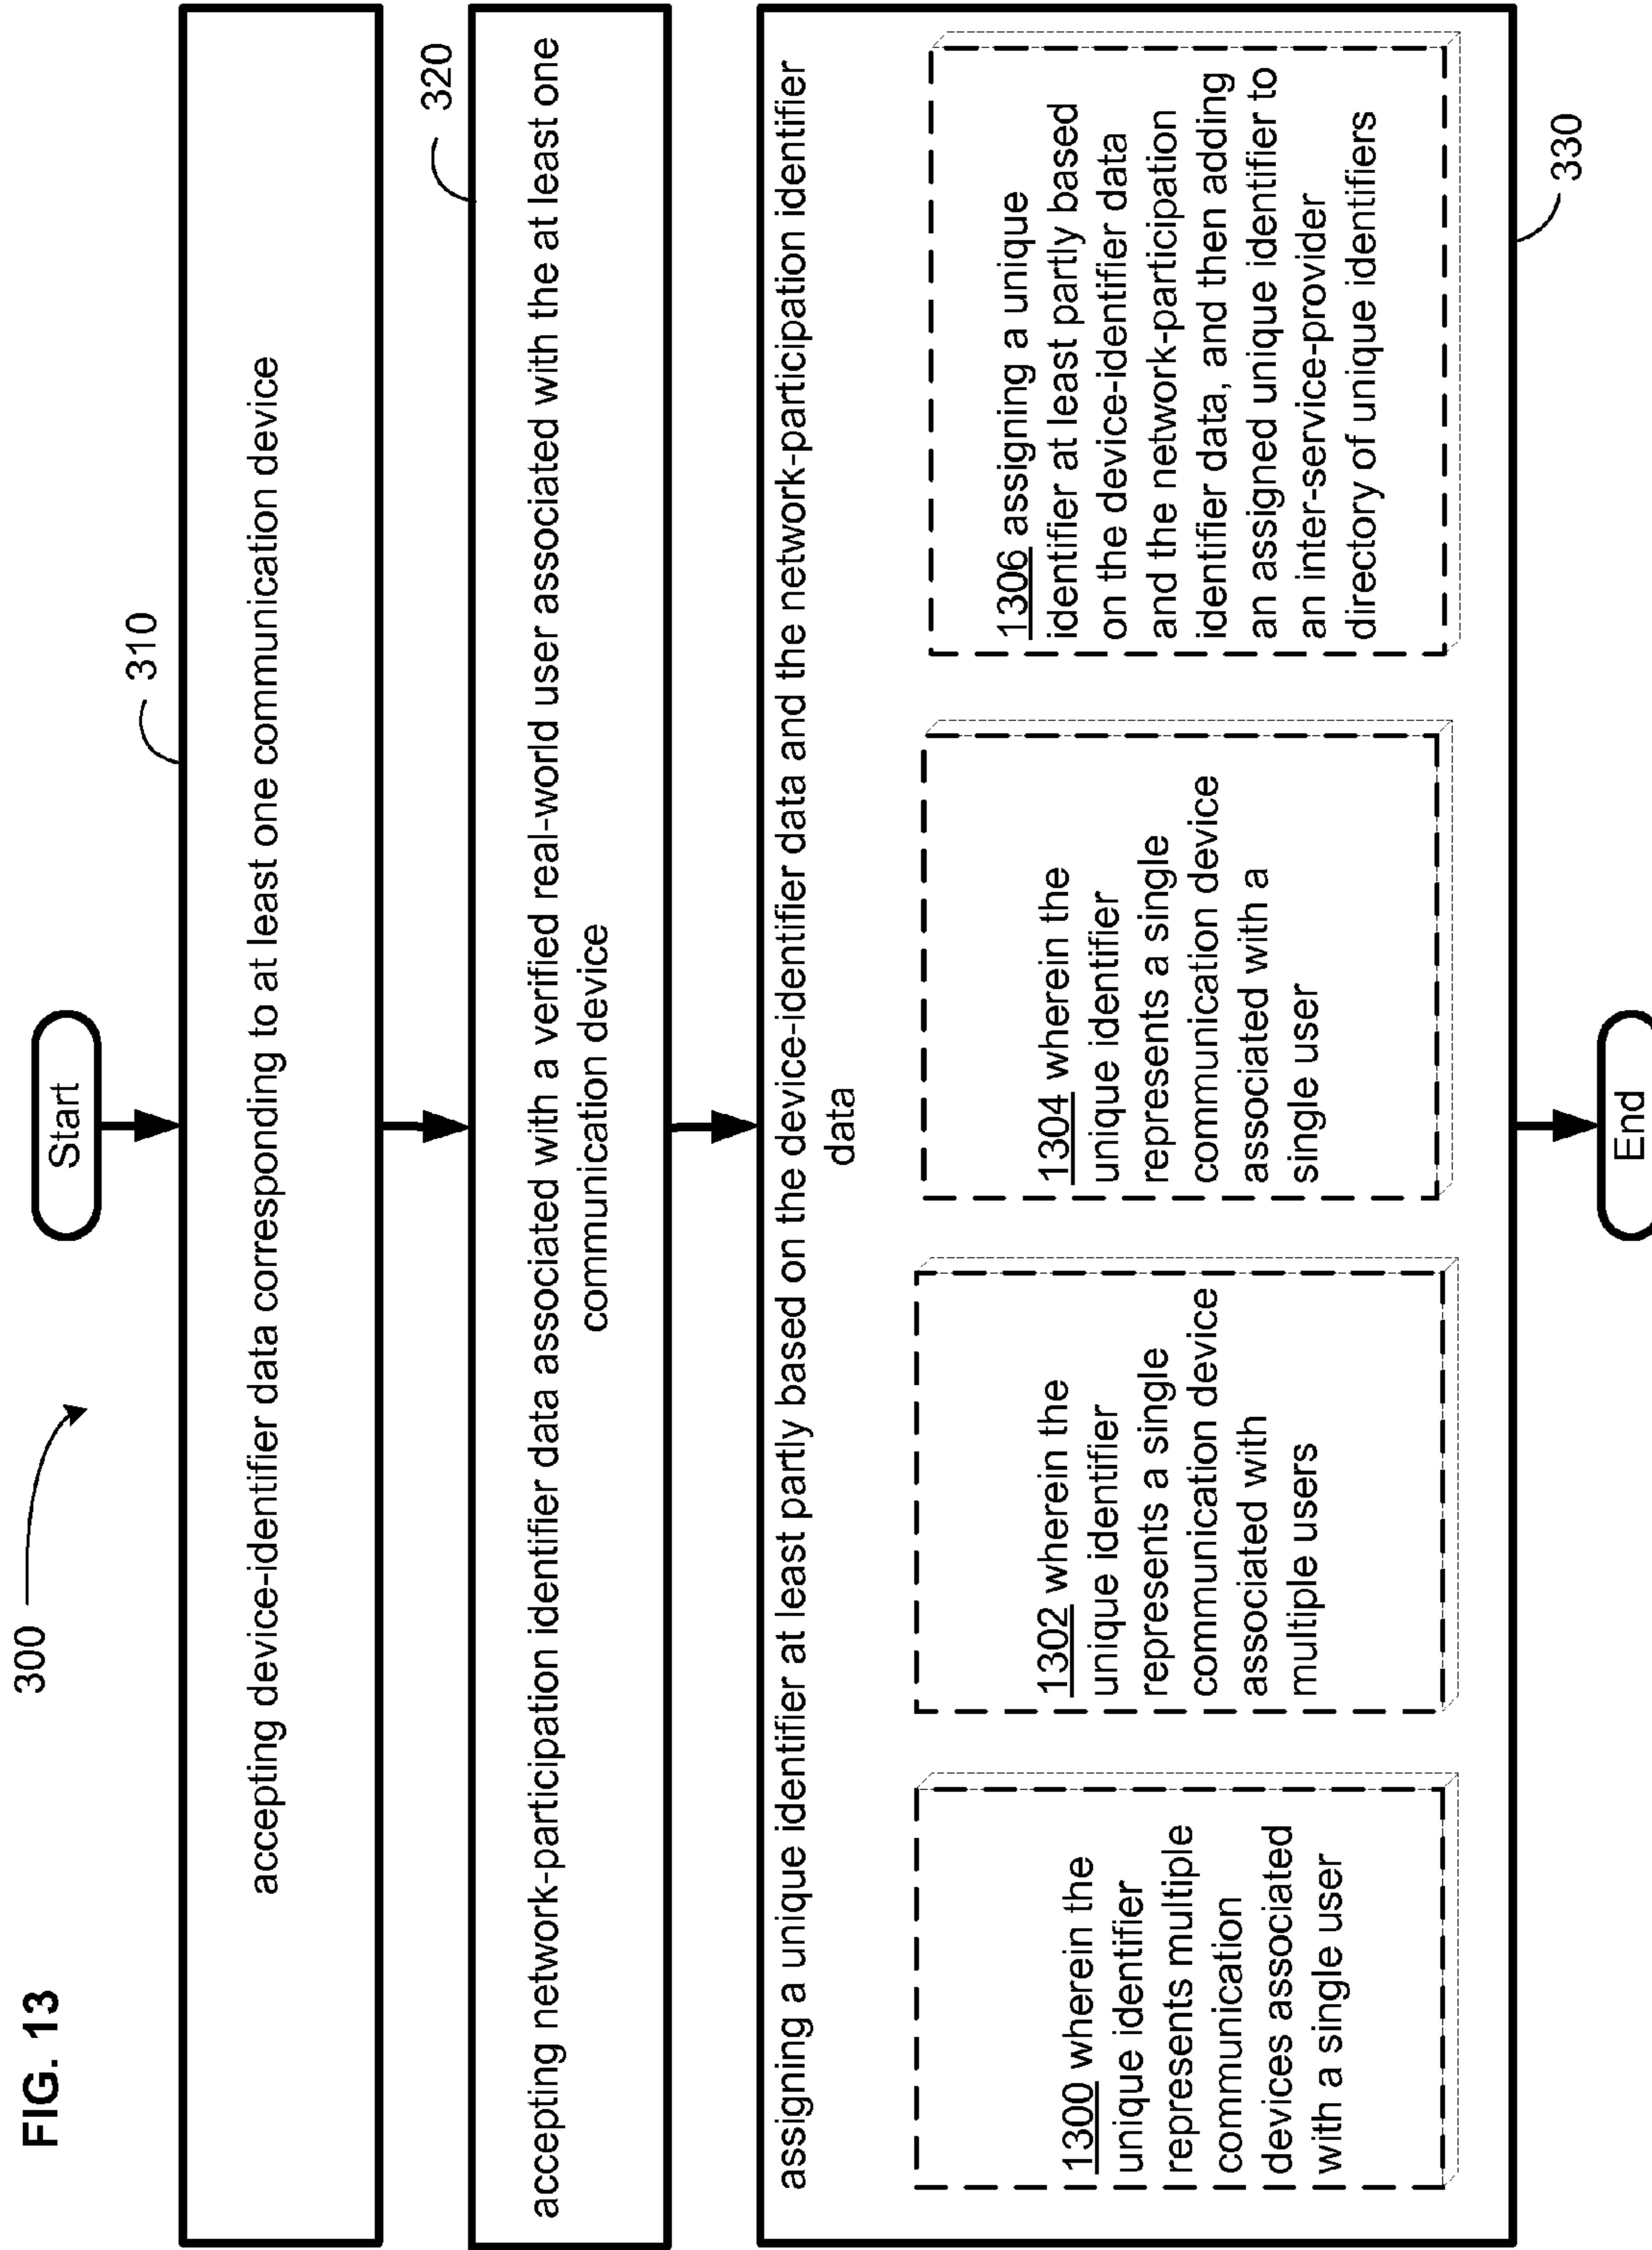 FIG. 13
300
Start
310
accepting device-identifier data corresponding to at least one communication device
320
accepting network-participation identifier data associated with a verified real-world user associated with the at least one
communication device
assigning a unique identifier at least partly based on the device-identifier data and the network-participation identifier
data
1300 wherein the
unique identifier
represents multiple
communication
devices associated
with a single user
1302 wherein the
unique identifier
represents a single
communication device
associated with
multiple users
1304 wherein the
unique identifier
represents a single
communication device
associated with a
single user
1306 assigning a unique
identifier at least partly based
on the device-identifier data
and the network-participation
identifier data, and then adding
an assigned unique identifier to
an inter-service-provider
directory of unique identifiers
330
End